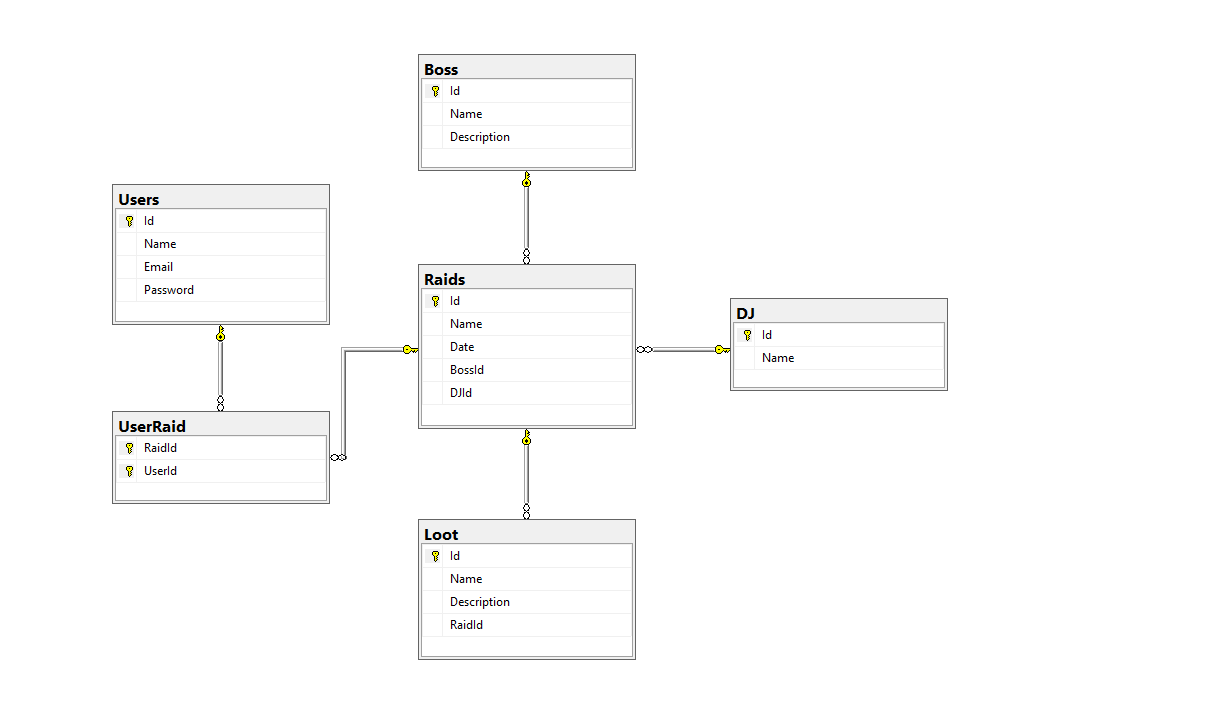 Boss
Id
Name
Description
Users
Id
Name
Email
Password
Raids
Id
Name
Date
BossId
DJId
DJ
Id
Name
UserRaid
RaidId
UserId
Loot
Id
Name
Description
RaidId